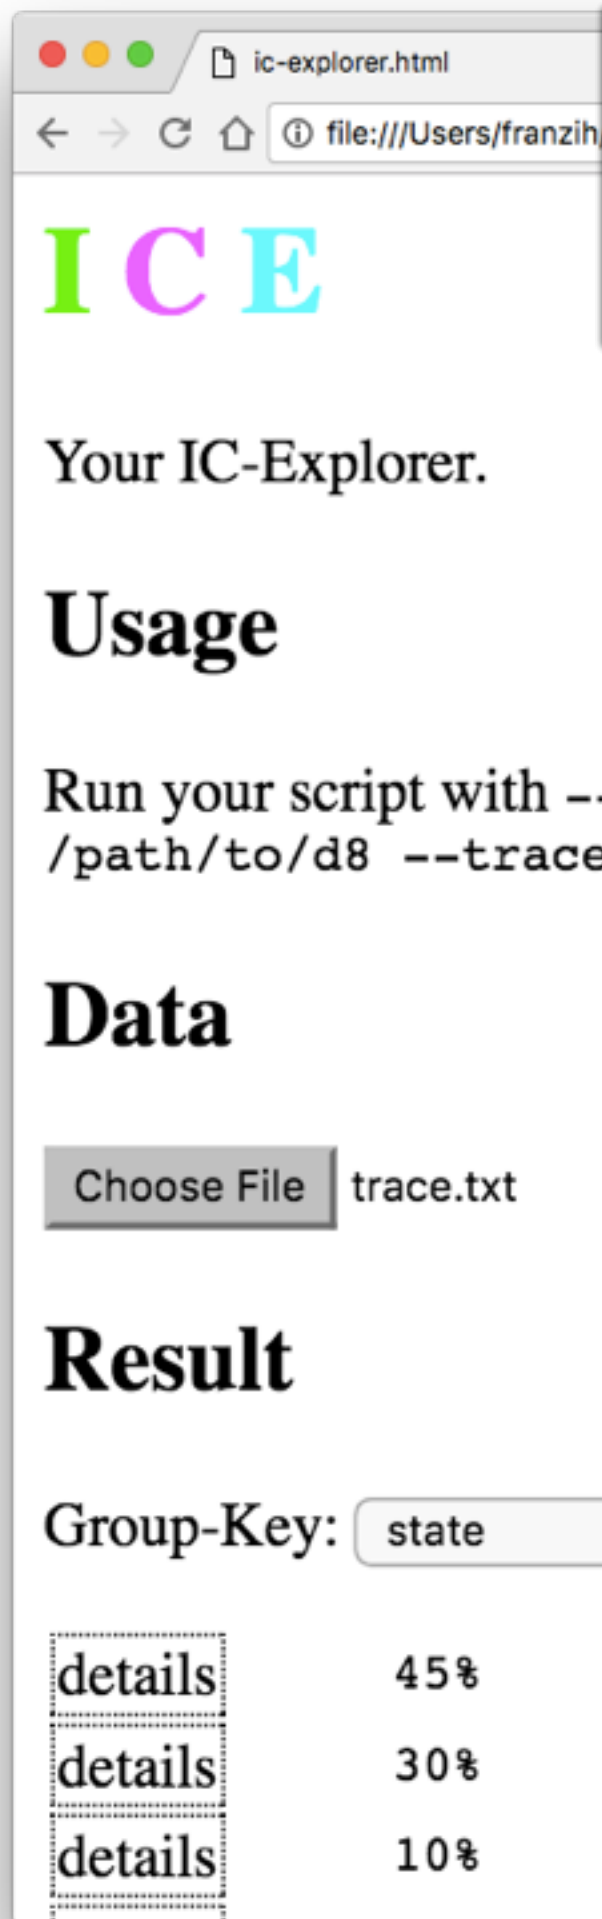 ic-explorer.html
file:///Users/franzih/
I C E
Your IC-Explorer.
Usage
Run your script with --
/path/to/d8 --trace
Data
Choose File trace.txt
Result
Group-Key: state
details 45%
details 30%
details 10%